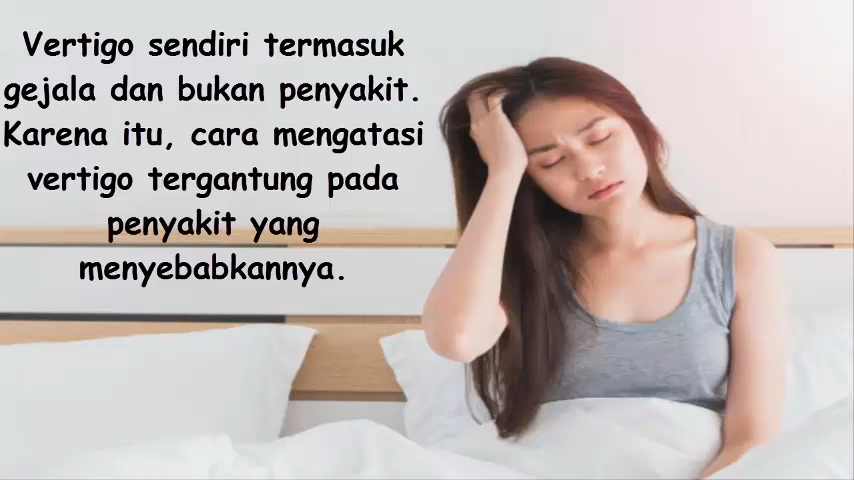 Vertigo sendiri termasuk
gejala dan bukan penyakit.
Karena itu, cara mengatasi
vertigo tergantung pada
penyakit yang
menyebabkannya.